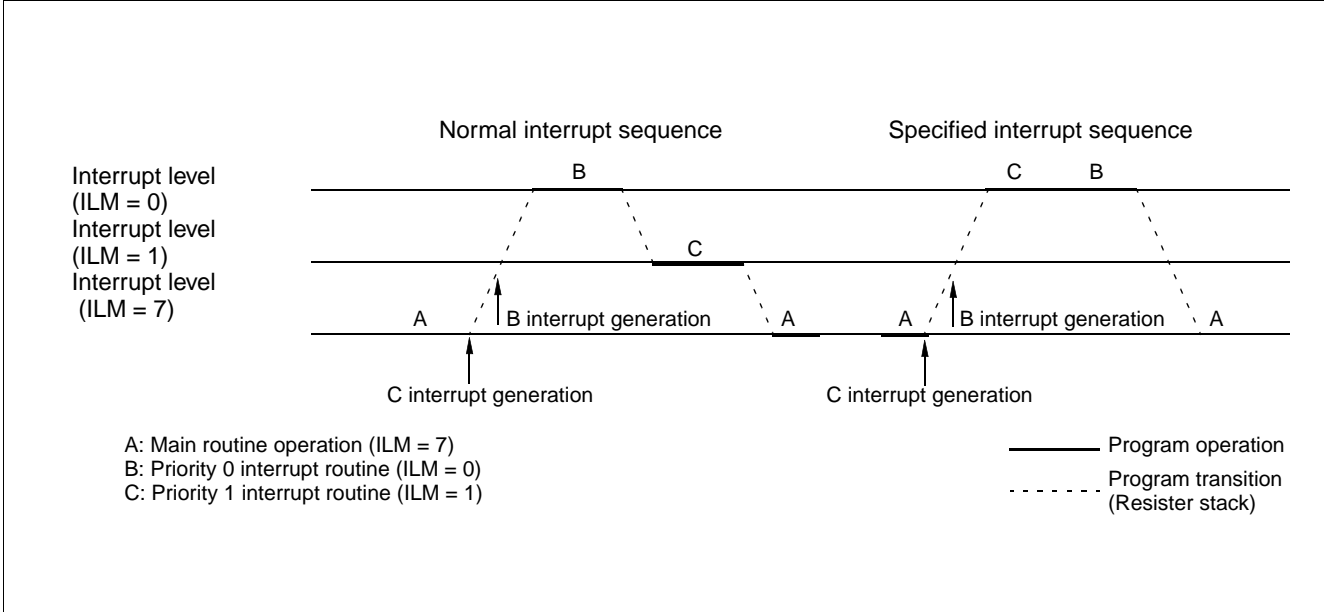 Normal interrupt sequence
Specified interrupt sequence
B
C
B
Interrupt level
(ILM = 0)
Interrupt level
(ILM = 1)
Interrupt level
(ILM = 7)
C
A
B interrupt generation
A
A
B interrupt generation
A
C interrupt generation
C interrupt generation
A: Main routine operation (ILM = 7)
B: Priority 0 interrupt routine (ILM = 0)
C: Priority 1 interrupt routine (ILM = 1)
Program operation
Program transition
(Resister stack)